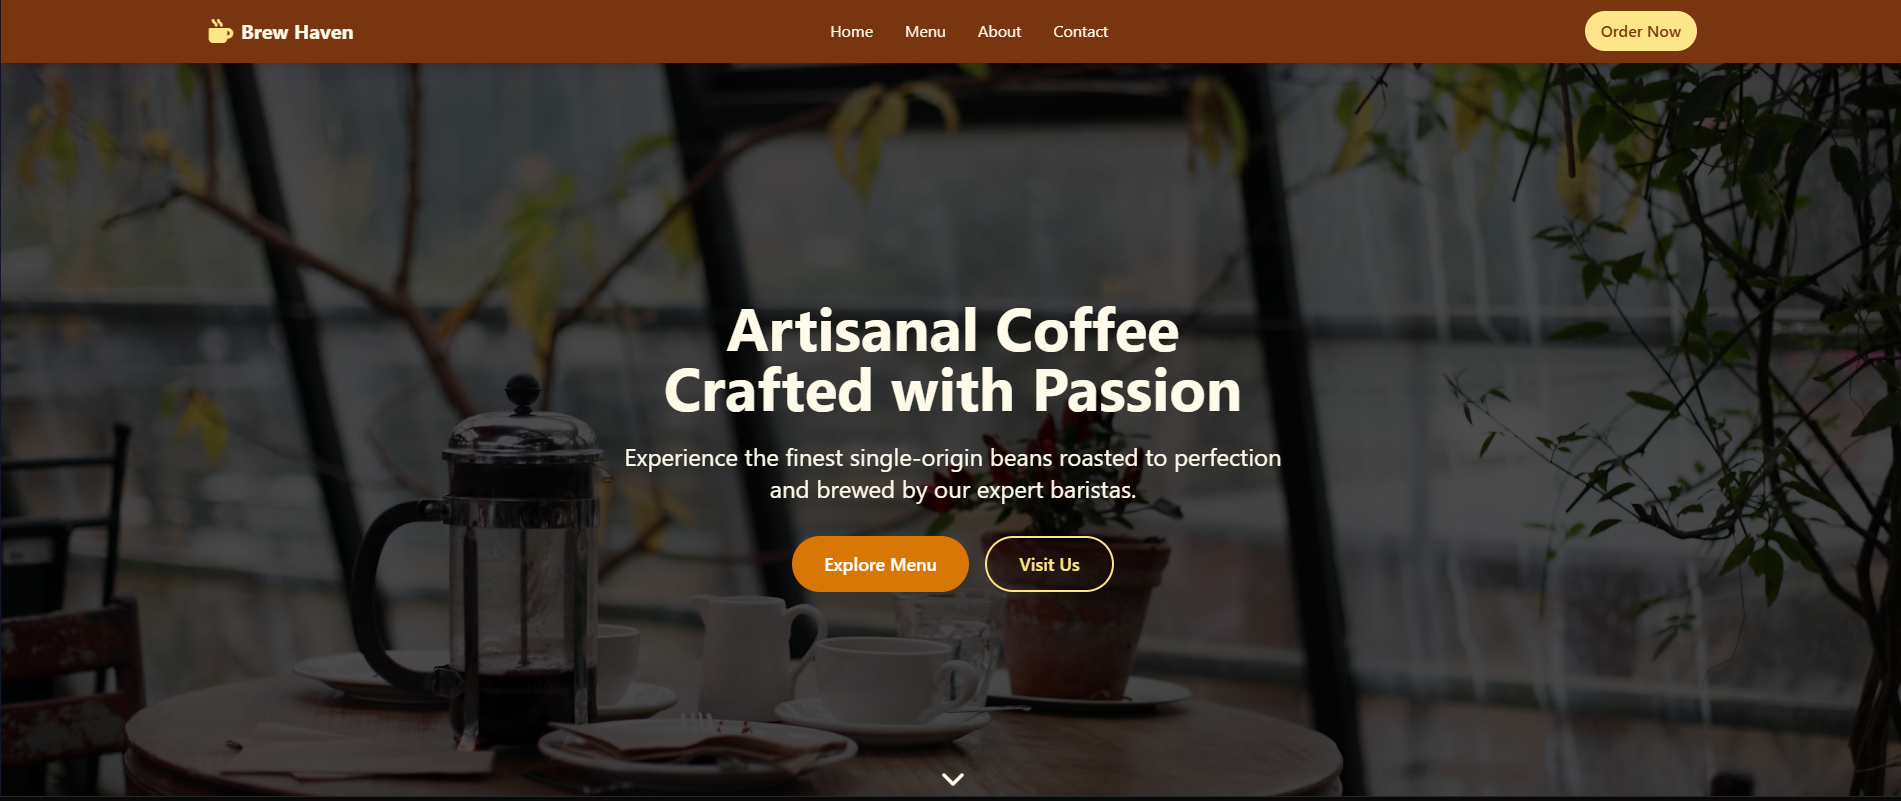 Brew Haven
Home
Menu
About
Contact
Order Now
Artisanal Coffee
Crafted with Passion
Experience the finest single-origin beans roasted to perfection
and brewed by our expert baristas.
Explore Menu
Visit Us